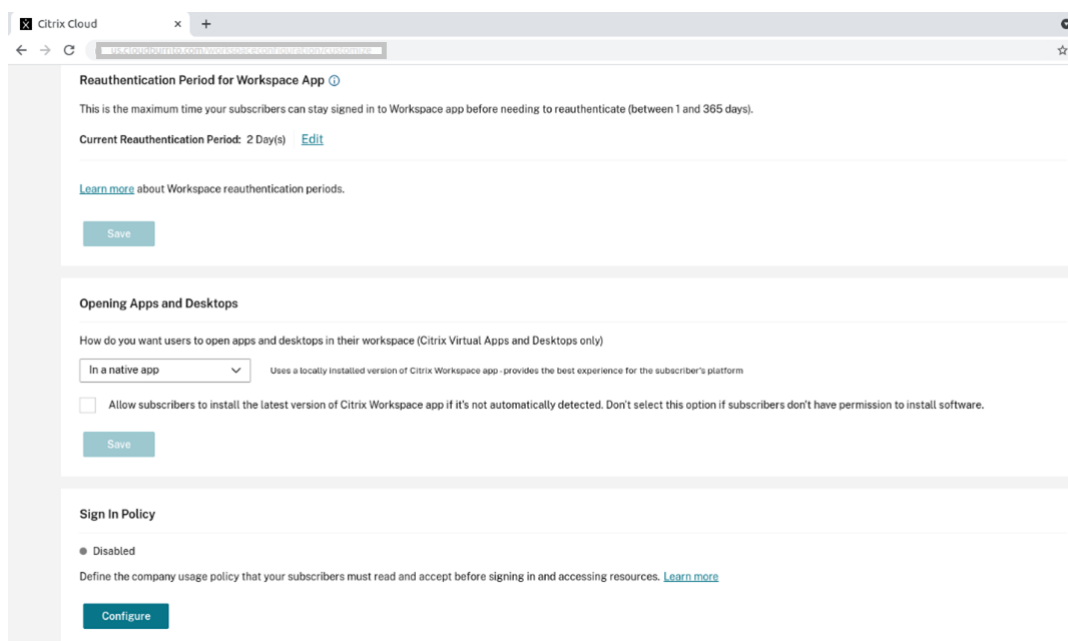 Citrix Cloud
us.cloudburrito.com/workspaceconfiguration/customize
Reauthentication Period for Workspace App
This is the maximum time your subscribers can stay signed in to Workspace app before needing to reauthenticate (between 1 and 365 days).
Current Reauthentication Period: 2 Day(s) Edit
Learn more about Workspace reauthentication periods.
Save
Opening Apps and Desktops
How do you want users to open apps and desktops in their workspace (Citrix Virtual Apps and Desktops only)
In a native app Uses a locally installed version of Citrix Workspace app - provides the best experience for the subscriber's platform
Allow subscribers to install the latest version of Citrix Workspace app if it's not automatically detected. Don't select this option if subscribers don't have permission to install software.
Save
Sign In Policy
Disabled
Define the company usage policy that your subscribers must read and accept before signing in and accessing resources. Learn more
Configure